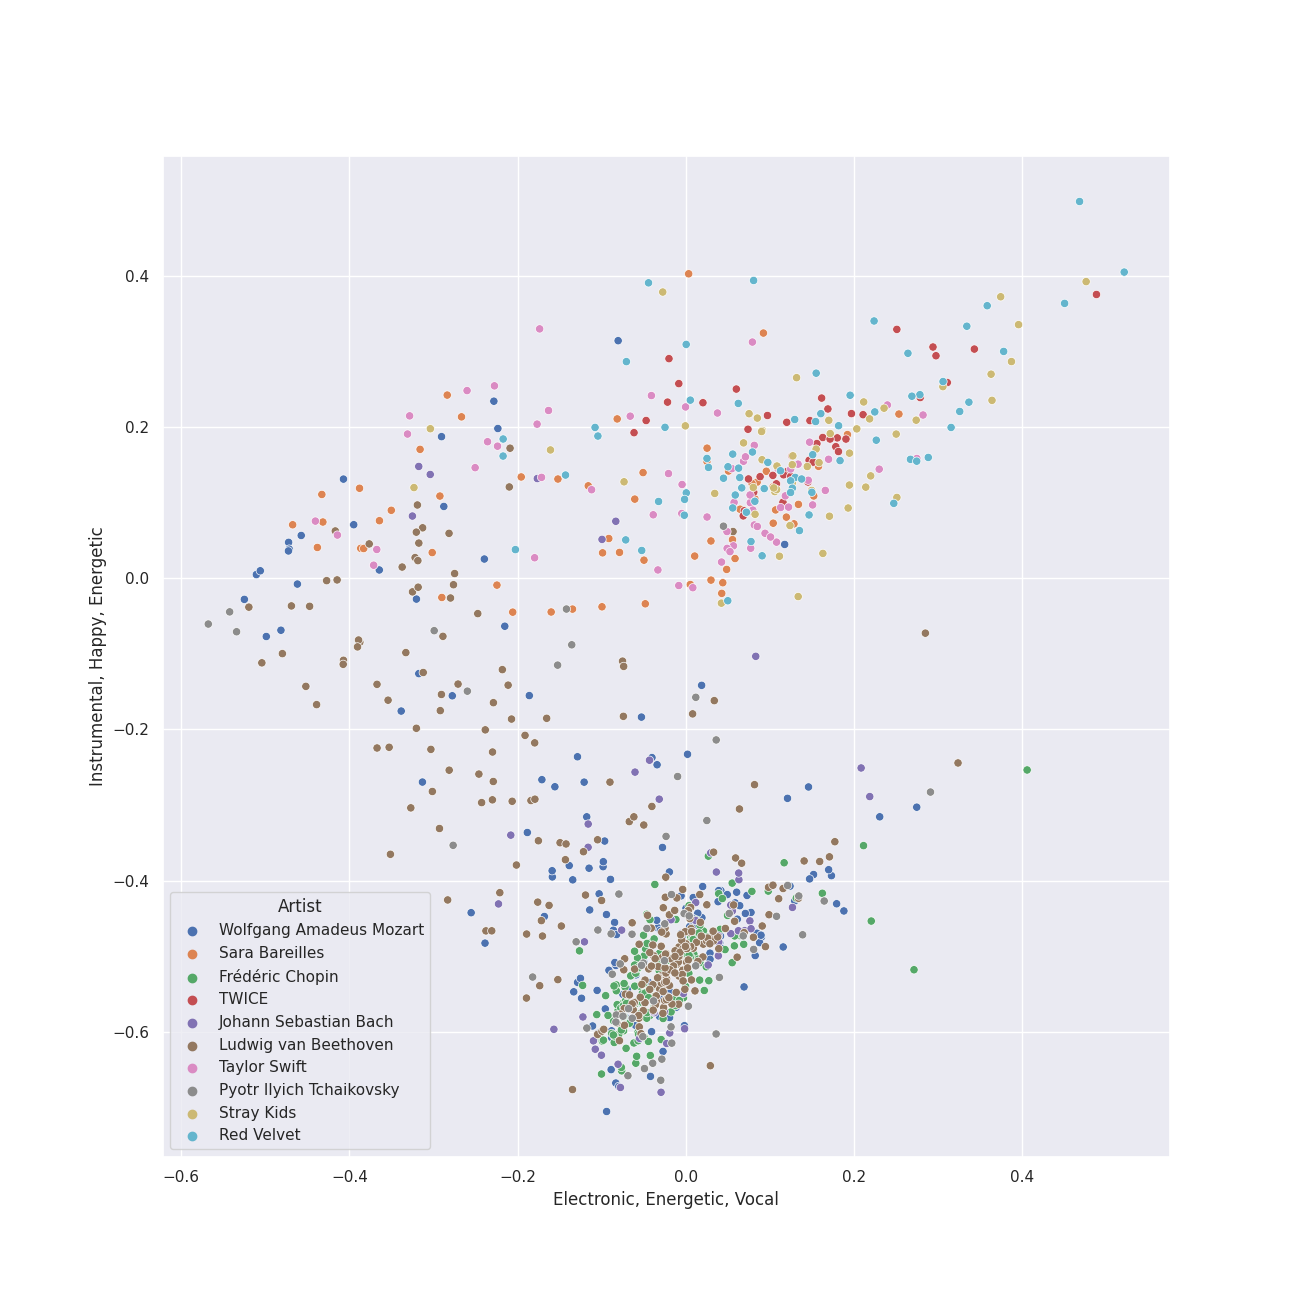 0.4
0.2
0.0
−0.2
−0.4
−0.6
Instrumental, Happy, Energetic
Artist
Wolfgang Amadeus Mozart
Sara Bareilles
Frédéric Chopin
TWICE
Johann Sebastian Bach
Ludwig van Beethoven
Taylor Swift
Pyotr Ilyich Tchaikovsky
Stray Kids
Red Velvet
−0.6 −0.4 −0.2 0.0 0.2 0.4
Electronic, Energetic, Vocal